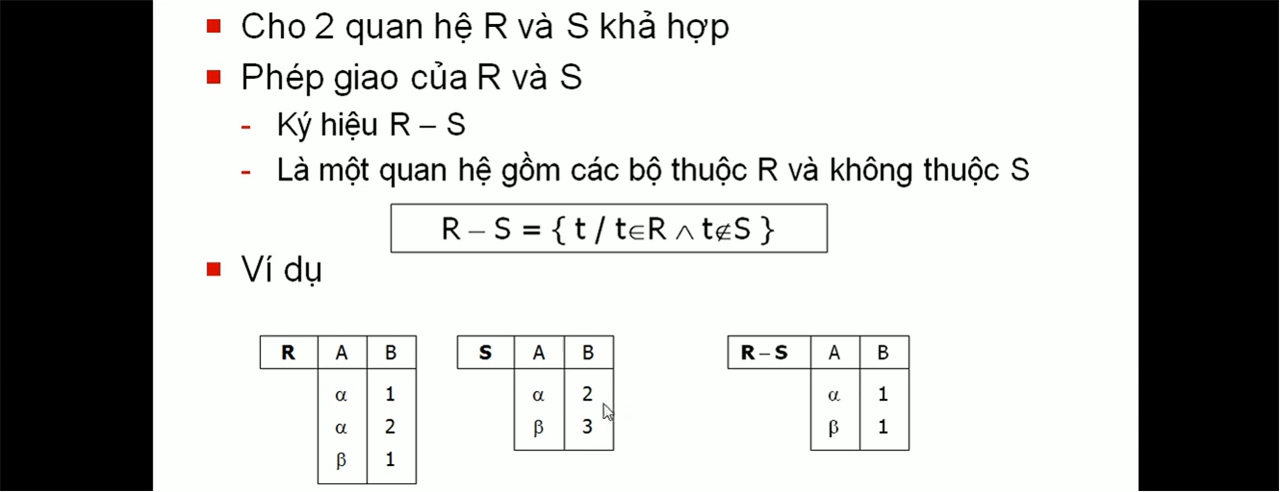 Cho 2 quan hệ R và S khả hợp
Phép giao của R và S
- Ký hiệu R – S
- Là một quan hệ gồm các bộ thuộc R và không thuộc S
R – S = { t / t∈R ∧ t∉S }
Ví dụ
R A B
α 1
α 2
β 1
S A B
α 2
β 3
R – S A B
α 1
β 1